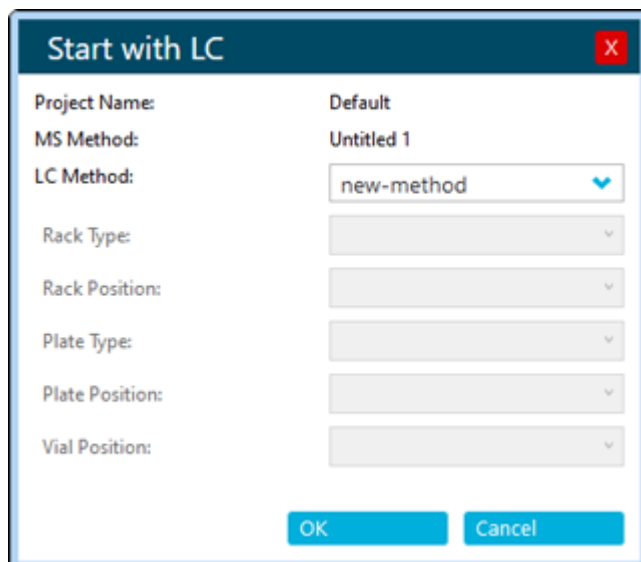 Start with LC X
Project Name: Default
MS Method: Untitled 1
LC Method: new-method
Rack Type:
Rack Position:
Plate Type:
Plate Position:
Vial Position:
OK Cancel